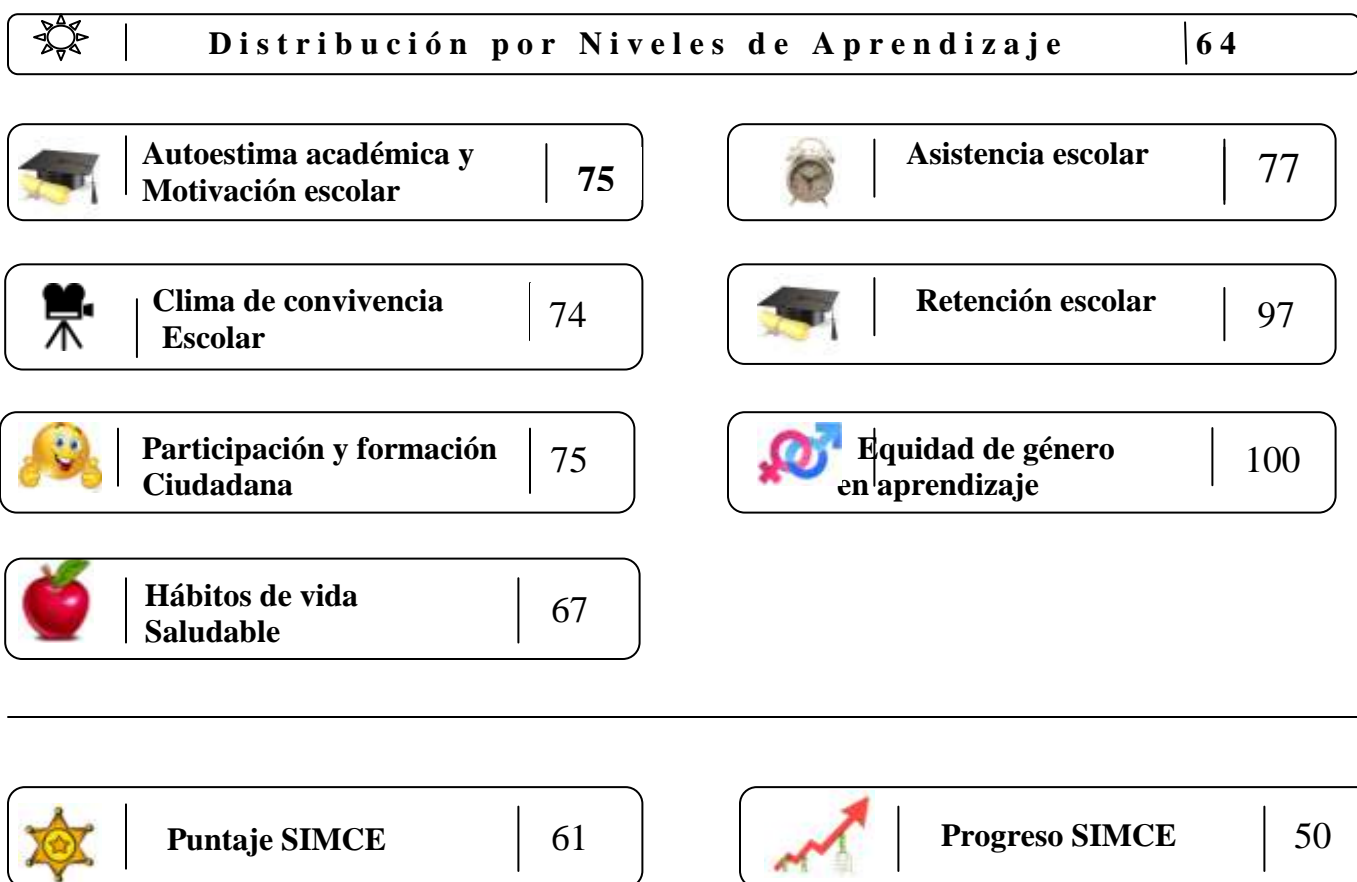 Distribución por Niveles de Aprendizaje 64
Autoestima académica y
Motivación escolar 75
Asistencia escolar 77
Clima de convivencia
Escolar 74
Retención escolar 97
Participación y formación
Ciudadana 75
Equidad de género
en aprendizaje 100
Hábitos de vida
Saludable 67
Puntaje SIMCE 61
Progreso SIMCE 50